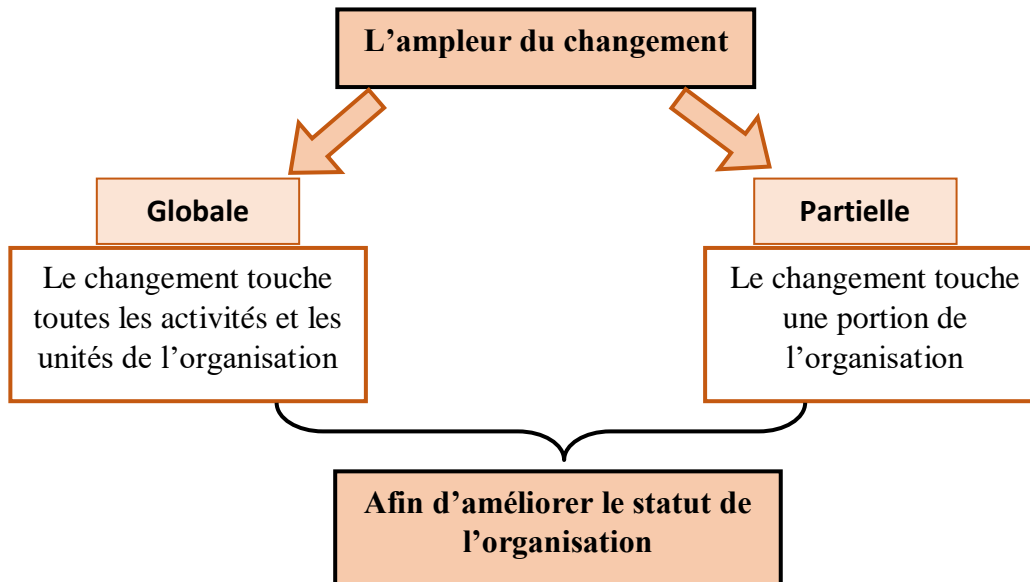 L’ampleur du changement
Globale
Le changement touche
toutes les activités et les
unités de l’organisation
Partielle
Le changement touche
une portion de
l’organisation
Afin d’améliorer le statut de
l’organisation